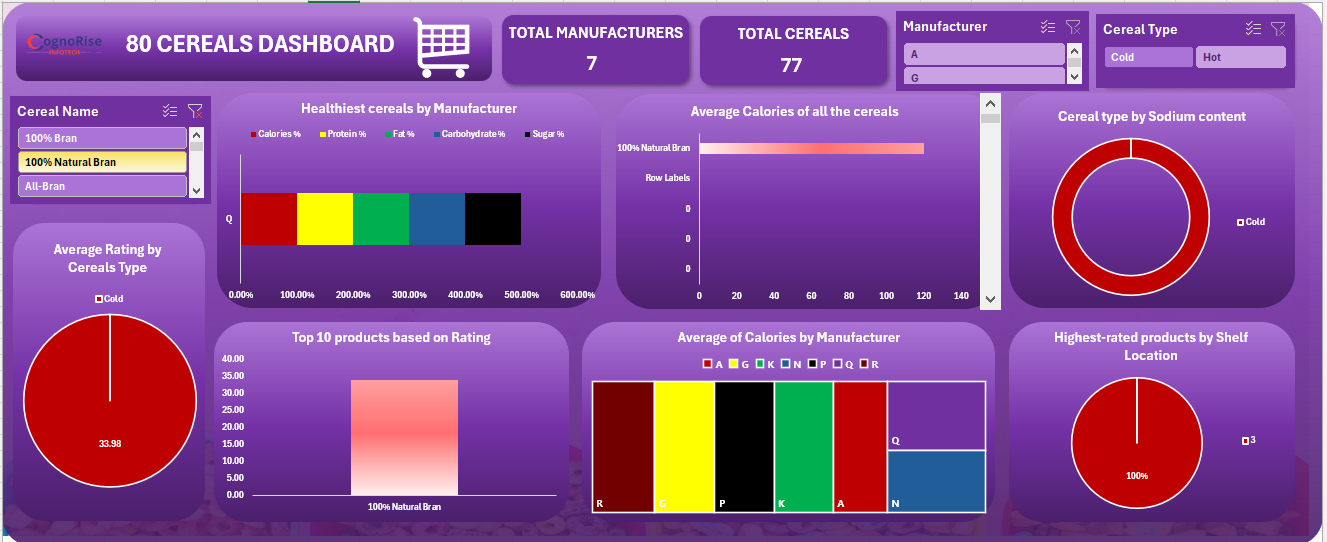 CognoRise
INFOTECH
80 CEREALS DASHBOARD
TOTAL MANUFACTURERS
7
TOTAL CEREALS
77
Manufacturer
A
G
Cereal Type
Cold
Hot
Cereal Name
100% Bran
100% Natural Bran
All-Bran
Healthiest cereals by Manufacturer
Calories %
Protein %
Fat %
Carbohydrate %
Sugar %
Q
0.00%
100.00%
200.00%
300.00%
400.00%
500.00%
600.00%
Average Calories of all the cereals
100% Natural Bran
Row Labels
0
0
0
0
20
40
60
80
100
120
140
Cereal type by Sodium content
Cold
Average Rating by
Cereals Type
Cold
33.98
Top 10 products based on Rating
40.00
35.00
30.00
25.00
20.00
15.00
10.00
5.00
0.00
100% Natural Bran
Average of Calories by Manufacturer
A
G
K
N
P
Q
R
R
G
P
K
A
Q
N
Highest-rated products by Shelf
Location
3
100%